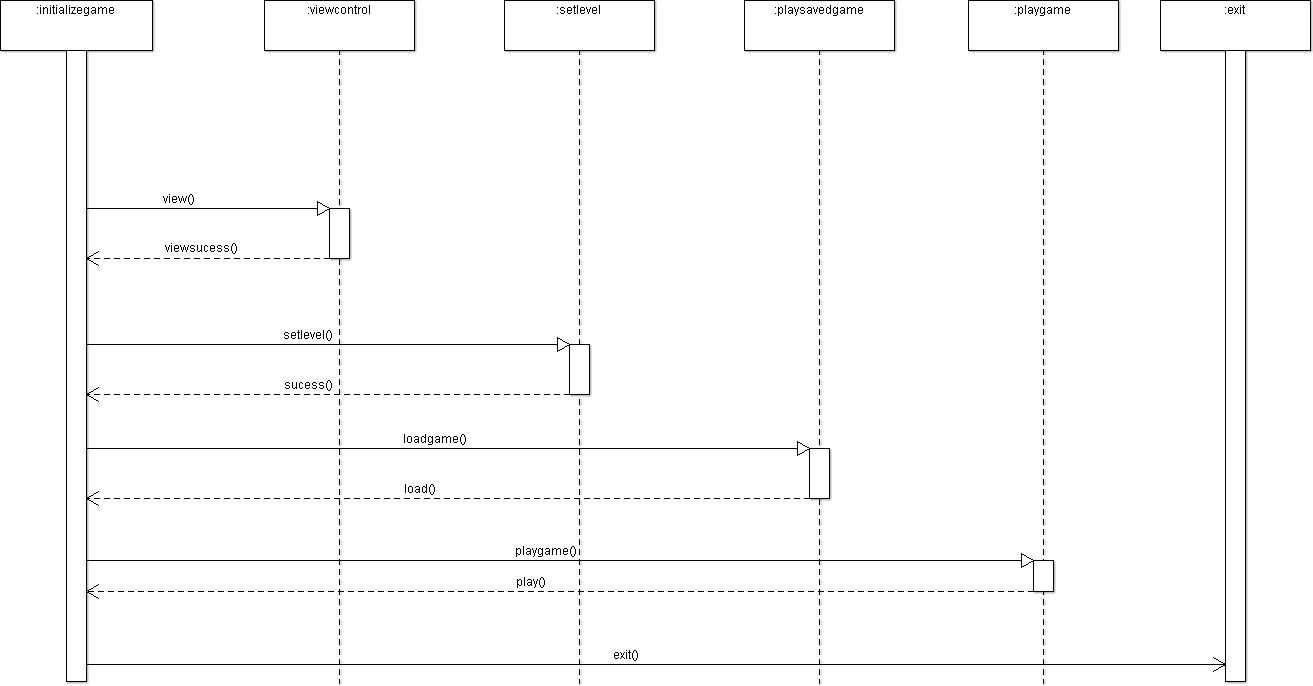 :initializegame
:viewcontrol
:setlevel
:playsavedgame
:playgame
:exit
view()
viewsucess()
setlevel()
sucess()
loadgame()
load()
playgame()
play()
exit()